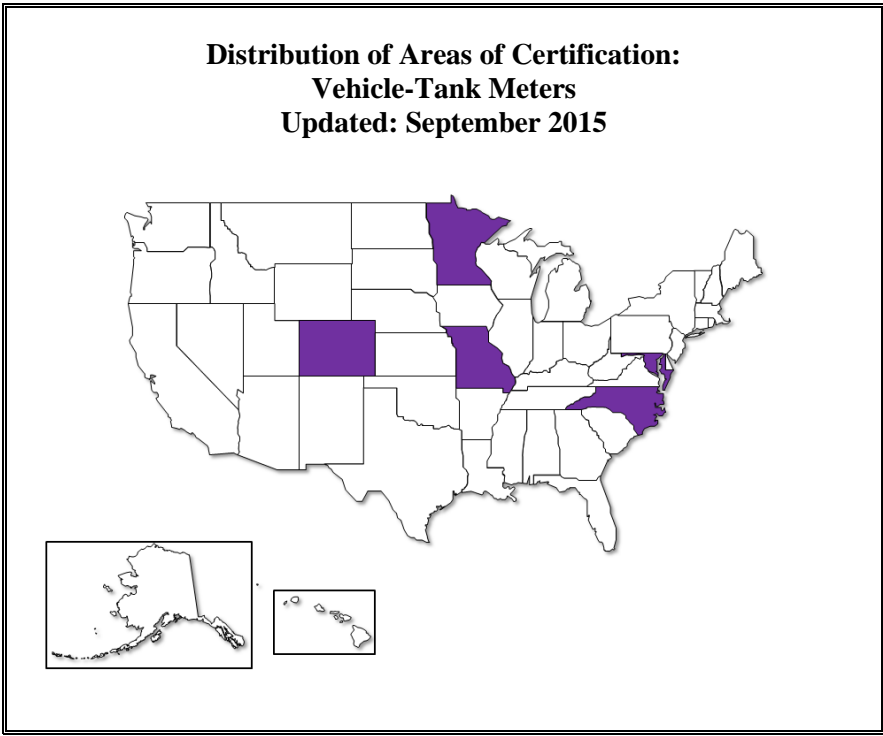 Distribution of Areas of Certification:
Vehicle-Tank Meters
Updated: September 2015